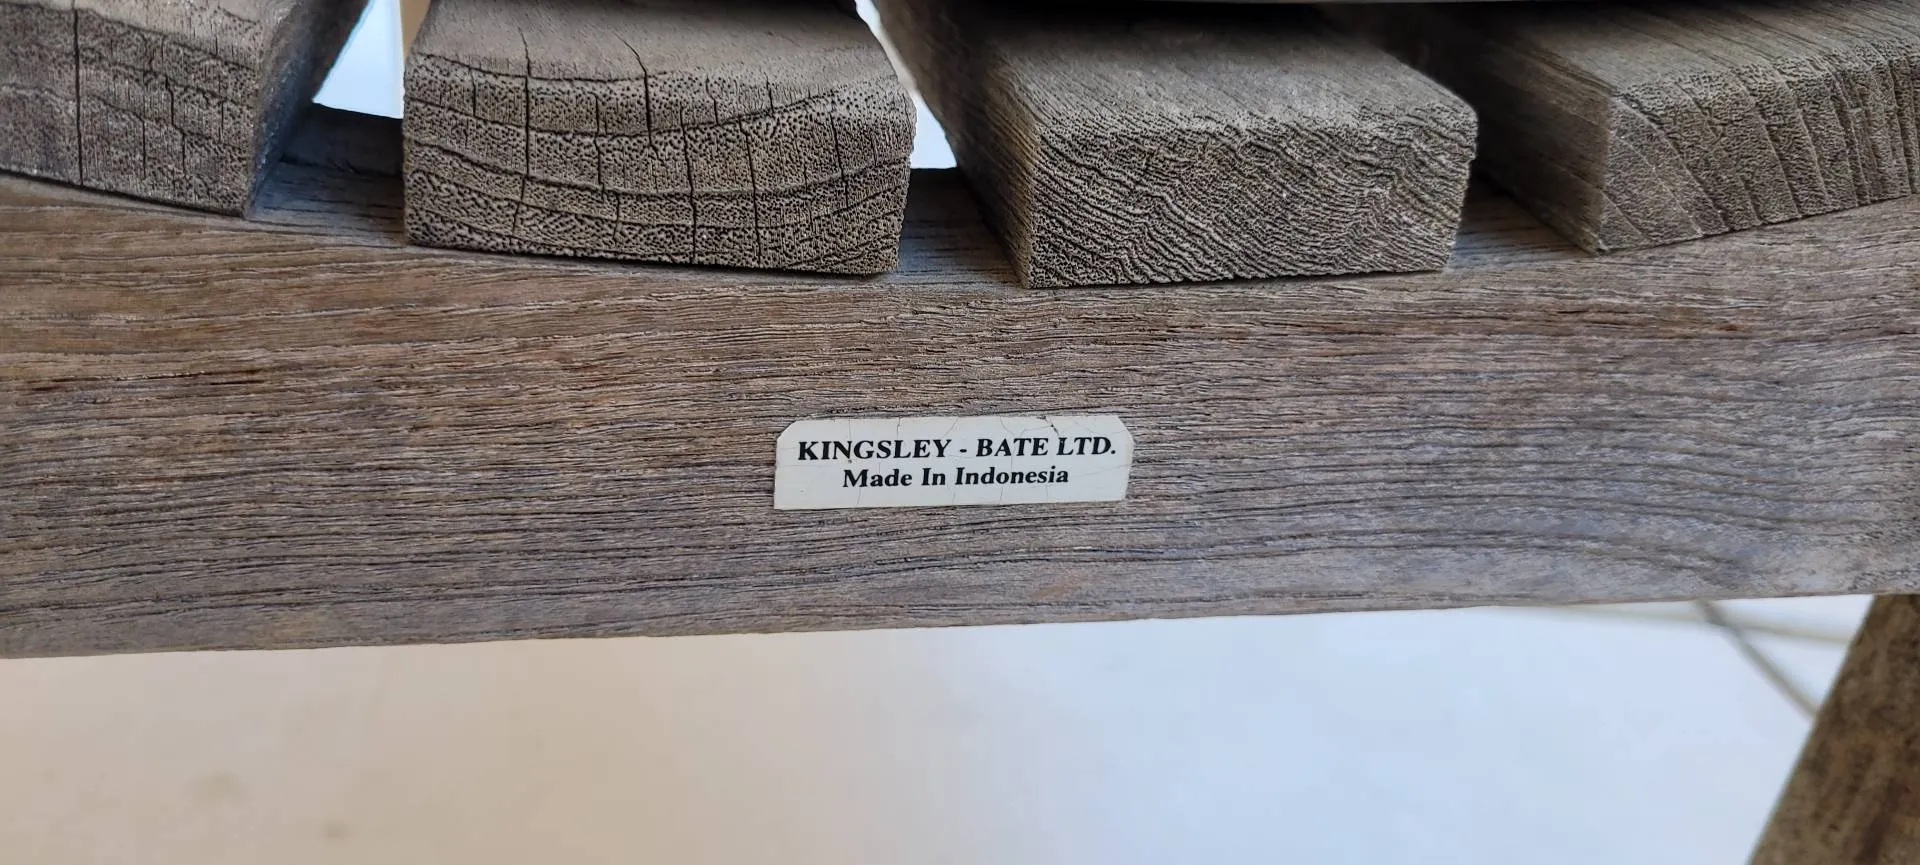 KINGSLEY - BATE LTD.
Made In Indonesia